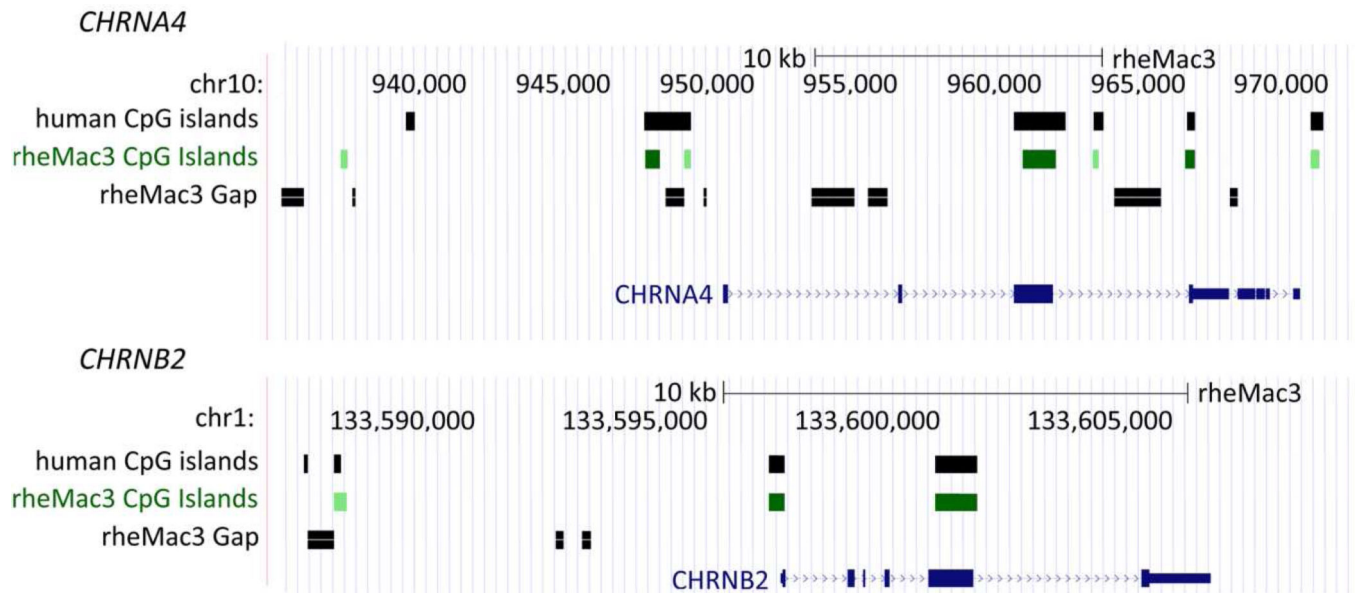 CHRNA4
10 kb rheMac3
chr10: 940,000 945,000 950,000 955,000 960,000 965,000 970,000
human CpG islands
rheMac3 CpG Islands
rheMac3 Gap
CHRNA4
CHRNB2
10 kb rheMac3
chr1: 133,590,000 133,595,000 133,600,000 133,605,000
human CpG islands
rheMac3 CpG Islands
rheMac3 Gap
CHRNB2